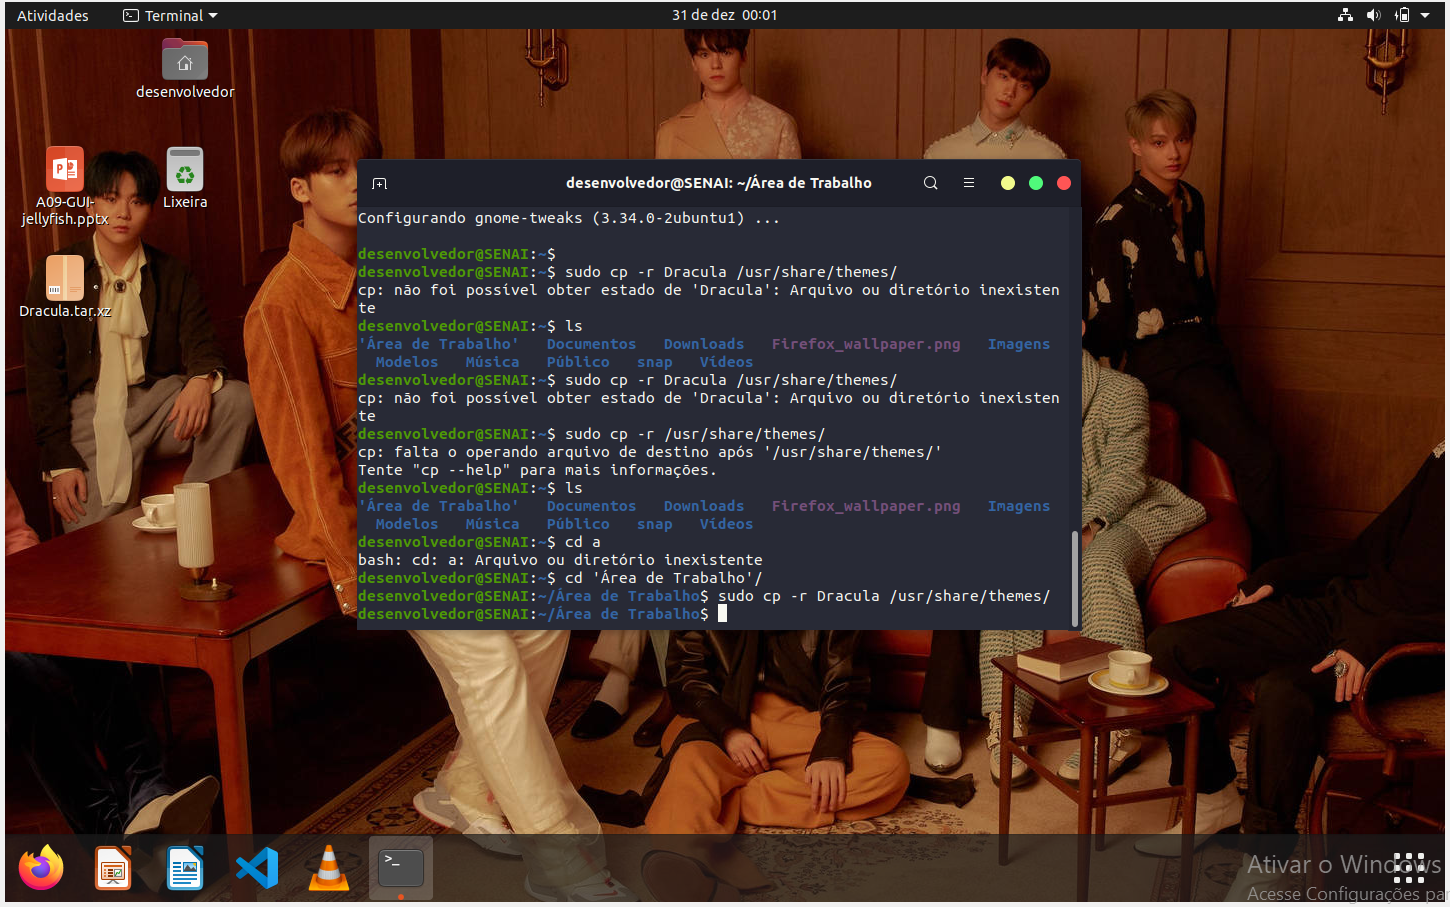 Atividades
Terminal
31 de dez 00:01
desenvolvedor
A09-GUI-
jellyfish.pptx
Lixeira
Dracula.tar.xz
desenvolvedor@SENAI: ~/Área de Trabalho
Configurando gnome-tweaks (3.34.0-2ubuntu1) ...
desenvolvedor@SENAI:~$
desenvolvedor@SENAI:~$ sudo cp -r Dracula /usr/share/themes/
cp: não foi possível obter estado de 'Dracula': Arquivo ou diretório inexisten
te
desenvolvedor@SENAI:~$ ls
'Área de Trabalho' Documentos Downloads Firefox_wallpaper.png Imagens
Modelos Música Público snap Vídeos
desenvolvedor@SENAI:~$ sudo cp -r Dracula /usr/share/themes/
cp: não foi possível obter estado de 'Dracula': Arquivo ou diretório inexisten
te
desenvolvedor@SENAI:~$ sudo cp -r /usr/share/themes/
cp: falta o operando arquivo de destino após '/usr/share/themes/'
Tente "cp --help" para mais informações.
desenvolvedor@SENAI:~$ ls
'Área de Trabalho' Documentos Downloads Firefox_wallpaper.png Imagens
Modelos Música Público snap Vídeos
desenvolvedor@SENAI:~$ cd a
bash: cd: a: Arquivo ou diretório inexistente
desenvolvedor@SENAI:~$ cd 'Área de Trabalho'/
desenvolvedor@SENAI:~/Área de Trabalho$ sudo cp -r Dracula /usr/share/themes/
desenvolvedor@SENAI:~/Área de Trabalho$
Ativar o Windows
Acesse Configurações pa